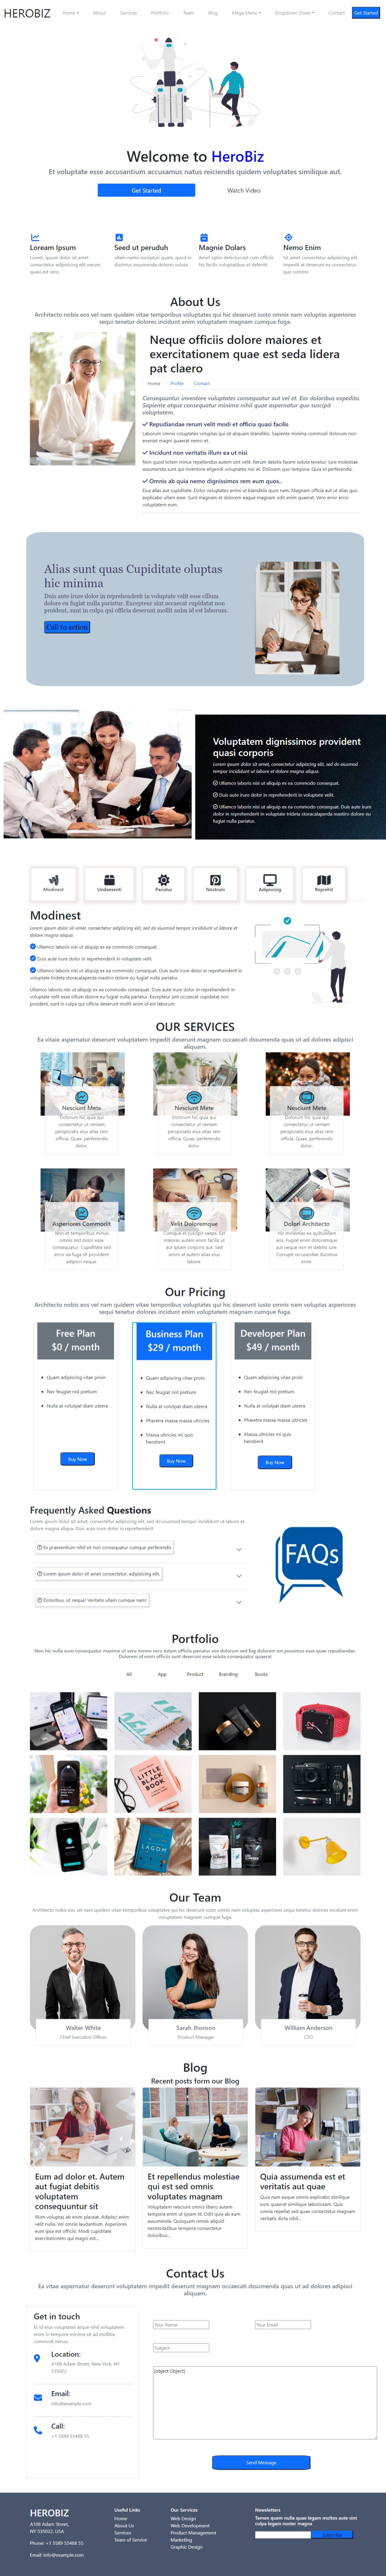 HEROBIZ Home About Services Portfolio Team Blog Mega Menu Dropdown Down Contact Get Started
Welcome to HeroBiz
Et voluptate esse accusantium accusamus natus reiciendis quidem voluptates similique aut.
Get Started Watch Video
Loream Ipsum
Lorem, ipsum dolor sit amet
consectetur adipisicing elit earum
quasi est vero.
Seed ut peruduh
ullam nemo excepturi quam, quod in
ducimus assumenda dolores soluta.
Magnie Dolars
Amet optio delectus est cum officiis
hic facilis voluptatibus et deleniti.
Nemo Enim
Sit amet consectetur adipisicing elit.
Impedit at deserunt ea consectetur
quo commo.
About Us
Architecto nobis eos vel nam quidem vitae temporibus voluptates qui hic deserunt iusto omnis nam voluptas asperiores
sequi tenetur dolores incidunt enim voluptatem magnam cumque fuga.
Neque officiis dolore maiores et
exercitationem quae est seda lidera
pat claero
Home Profile Contact
Consequuntur inventore voluptates consequatur aut vel et. Eos doloribus expedita.
Sapiente atque consequatur minima nihil quae aspernatur quo suscipit
voluptatem.
Repudiandae rerum velit modi et officia quasi facilis
Laborum omnis voluptates voluptas qui sit aliquam blanditiis. Sapiente minima commodi dolorum non
eveniet magni quaerat nemo et.
Incidunt non veritatis illum ea ut nisi
Non quod totam minus repellendus autem sint velit. Rerum debitis facere soluta tenetur. Iure molestiae
assumenda sunt qui inventore eligendi voluptates nisi at. Dolorem quo tempora. Quia et perferendis.
Omnis ab quia nemo dignissimos rem eum quos..
Eius alias aut cupiditate. Dolor voluptates animi ut blanditiis quos nam. Magnam officia aut ut alias quo
explicabo ullam esse. Sunt magnam et dolorem eaque magnam odit enim quaerat. Vero error error
voluptatem eum.
Alias sunt quas Cupiditate oluptas
hic minima
Duis aute irure dolor in reprehenderit in voluptate velit esse cillum
dolore eu fugiat nulla pariatur. Excepteur sint occaecat cupidatat non
proident, sunt in culpa qui officia deserunt mollit anim id est laborum.
Call to action
Voluptatem dignissimos provident
quasi corporis
Lorem ipsum dolor sit amet, consectetur adipiscing elit, sed do eiusmod
tempor incididunt ut labore et dolore magna aliqua.
Ullamco laboris nisi ut aliquip ex ea commodo consequat.
Duis aute irure dolor in reprehenderit in voluptate velit.
Ullamco laboris nisi ut aliquip ex ea commodo consequat. Duis aute irure
dolor in reprehenderit in voluptate trideta storacalaperda mastiro dolore eu
fugiat nulla pariatur.
Modinest Undaesenti Pariatur Nostrum Adipiscing Reprehit
Modinest
Lorem ipsum dolor sit amet, consectetur adipiscing elit, sed do eiusmod tempor incididunt ut labore et
dolore magna aliqua.
Ullamco laboris nisi ut aliquip ex ea commodo consequat.
Duis aute irure dolor in reprehenderit in voluptate velit.
Ullamco laboris nisi ut aliquip ex ea commodo consequat. Duis aute irure dolor in reprehenderit in
voluptate trideta storacalaperda mastiro dolore eu fugiat nulla pariatur.
Ullamco laboris nisi ut aliquip ex ea commodo consequat. Duis aute irure dolor in reprehenderit in
voluptate velit esse cillum dolore eu fugiat nulla pariatur. Excepteur sint occaecat cupidatat non
proident, sunt in culpa qui officia deserunt mollit anim id est laborum
OUR SERVICES
Ea vitaie aspernatur deserunt voluptatem impedit deserunt magnam occaecati dssumenda quas ut ad dolores adipisci
aliquam.
Nesciunt Mete
Dolorum hic quia qui
consectetur ut veniam
perspiciatis eius alias rem
officia. Quae, perferendis
dolor.
Nesciunt Mete
Dolorum hic quia qui
consectetur ut veniam
perspiciatis eius alias rem
officia. Quae, perferendis
dolor.
Nesciunt Mete
Dolorum hic quia qui
consectetur ut veniam
perspiciatis eius alias rem
officia. Quae, perferendis
dolor.
Asperiores Commodit
Non et temporibus minus
omnis sed dolor esse
consequatur. Cupiditate sed
error ea fuga sit provident
adipisci neque.
Velit Doloremque
Cumque et suscipit saepe. Est
maiores autem enim facilis ut
aut ipsam corporis aut. Sed
animi at autem alias
eius labore.
Dolori Architecto
Hic molestias ea quibusdam
eos. Fugiat enim doloremque
aut neque non et debitis iure.
Corrupti recusandae ducimus
enim.
Our Pricing
Architecto nobis eos vel nam quidem vitae temporibus voluptates qui hic deserunt iusto omnis nam voluptas asperiores
sequi tenetur dolores incidunt enim voluptatem magnam cumque fuga.
Free Plan
$0 / month
Quam adipiscing vitae proin
Nec feugiat nisl pretium
Nulla at volutpat diam uteera
Buy Now
Business Plan
$29 / month
Quam adipiscing vitae proin
Nec feugiat nisl pretium
Nulla at volutpat diam uteera
Pharetra massa massa ultricies
Massa ultricies mi quis
hendrerit
Buy Now
Developer Plan
$49 / month
Quam adipiscing vitae proin
Nec feugiat nisl pretium
Nulla at volutpat diam uteera
Pharetra massa massa ultricies
Massa ultricies mi quis
hendrerit
Buy Now
Frequently Asked Questions
Lorem ipsum dolor sit amet, consectetur adipiscing elit, sed do eiusmod tempor incididunt ut labore et
dolore magna aliqua. Duis aute irure dolor in reprehenderit
Ex praesentium nihil sit non consequatur cumque perferendis
Lorem ipsum dolor sit amet consectetur, adipisicing elit.
Doloribus, ut neque! Veritatis ullam cumque nam!
FAQs
Portfolio
Non hic nulla eum consequatur maxime ut vero memo vero totam officiis pariatur eos dolorum sed fug dolorem est possimus esse quae repudiandae.
Dolorem id enim officiis sunt deserunt esse soluta consequatur quaerat
All App Product Branding Books
LITTLE
BLACK
BOOK
LAGOM
Our Team
Architecto nobis eos vel nam quidem vitae temporibus voluptates qui hic deserunt iusto omnis nam voluptas asperiores sequi tenetur dolores incidunt enim
voluptatem magnam cumque fuga.
Walter White
Chief Executive Officer
Sarah Jhonson
Product Manager
William Anderson
CTO
Blog
Recent posts form our Blog
Eum ad dolor et. Autem
aut fugiat debitis
voluptatem
consequuntur sit
Illum voluptas ab enim placeat. Adipisci enim
velit nulla. Vel omnis laudantium. Asperiores
eum ipsa est officiis. Modi cupiditate
exercitationem qui magni est...
Et repellendus molestiae
qui est sed omnis
voluptates magnam
Voluptatem nesciunt omnis libero autem
tempora enim ut ipsam id. Odit quia ab eum
assumenda. Quisquam omnis aliquid
necessitatibus tempora consectetur
doloribus...
Quia assumenda est et
veritatis aut quae
Quia nam eaque omnis explicabo similique
eum quaerat similique laboriosam. Quis
omnis repellat sed quae consectetur magnam
veritatis dicta nihil...
Contact Us
Ea vitae aspernatur deserunt voluptatem impedit deserunt magnam occaecati dssumenda quas ut ad dolores adipisci
aliquam.
Get in touch
Et id eius voluptates atque nihil voluptatem
enim in tempore minima sit ad mollitia
commodi minus.
Location:
A108 Adam Street, New York, NY
535022
Email:
info@example.com
Call:
+1 5589 55488 55
Your Name Your Email
Subject
[object Object]
Send Message
HEROBIZ
A108 Adam Street,
NY 535022, USA
Phone: +1 5589 55488 55
Email: info@example.com
Useful Links
Home
About Us
Services
Team of Service
Our Services
Web Design
Web Development
Product Management
Marketing
Graphic Design
Newsletters
Tamen quem nulla quae legam multos aute sint
culpa legam noster magna
Subscribe